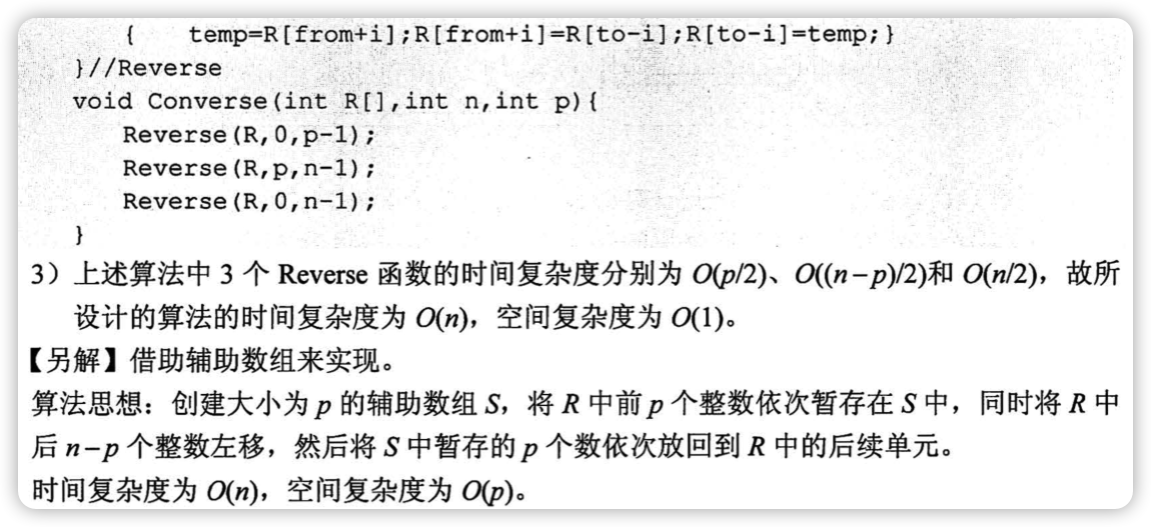 {    temp=R[from+i];R[from+i]=R[to-i];R[to-i]=temp;}
}//Reverse
void Converse(int R[],int n,int p){
Reverse(R,0,p-1);
Reverse(R,p,n-1);
Reverse(R,0,n-1);
}
3）上述算法中 3 个 Reverse 函数的时间复杂度分别为 O(p/2)、O((n−p)/2)和 O(n/2)，故所
设计的算法的时间复杂度为 O(n)，空间复杂度为 O(1)。
【另解】借助辅助数组来实现。
算法思想：创建大小为 p 的辅助数组 S，将 R 中前 p 个整数依次暂存在 S 中，同时将 R 中
后 n−p 个整数左移，然后将 S 中暂存的 p 个数依次放回到 R 中的后续单元。
时间复杂度为 O(n)，空间复杂度为 O(p)。